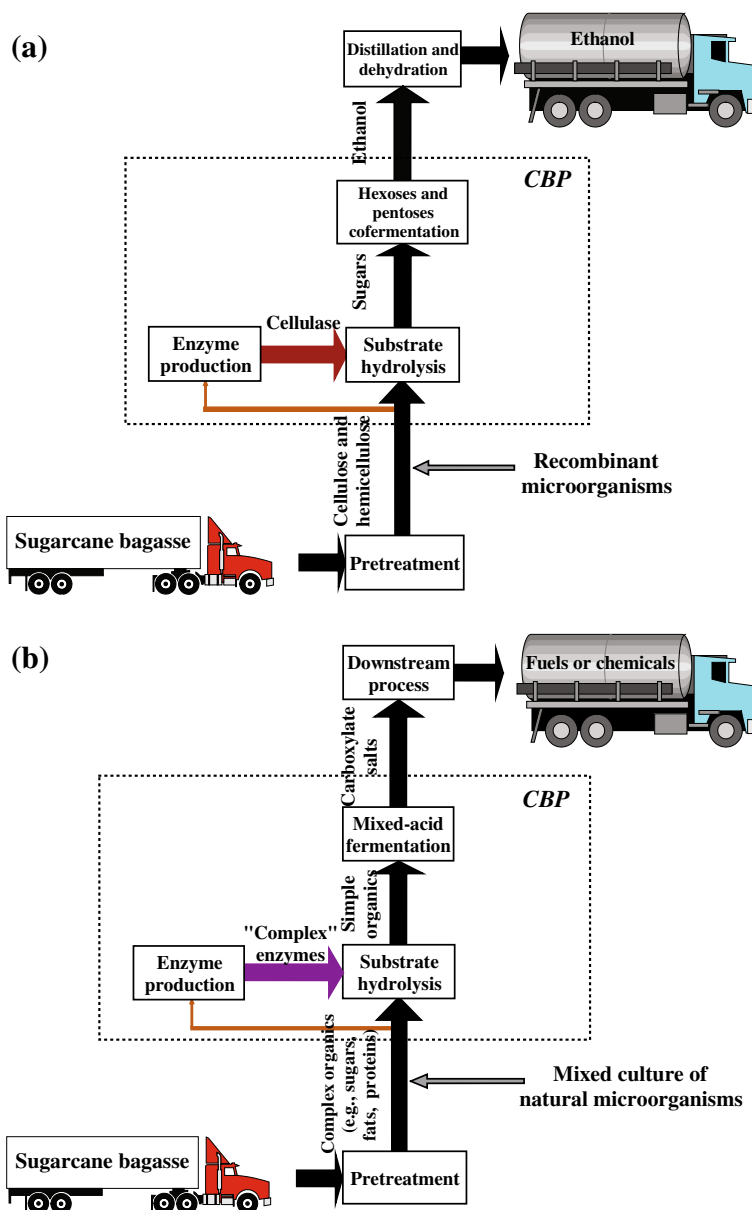 (a)
Distillation and
dehydration
Ethanol
Ethanol
CBP
Hexoses and
pentoses
cofermentation
Sugars
Cellulase
Enzyme
production
Substrate
hydrolysis
Cellulose and
hemicellulose
Recombinant
microorganisms
Sugarcane bagasse
Pretreatment
(b)
Downstream
process
Fuels or chemicals
Carboxylate
salts
CBP
Mixed-acid
fermentation
Simple
organics
"Complex"
enzymes
Enzyme
production
Substrate
hydrolysis
Complex organics
(e.g., sugars,
fats, proteins)
Mixed culture of
natural microorganisms
Sugarcane bagasse
Pretreatment